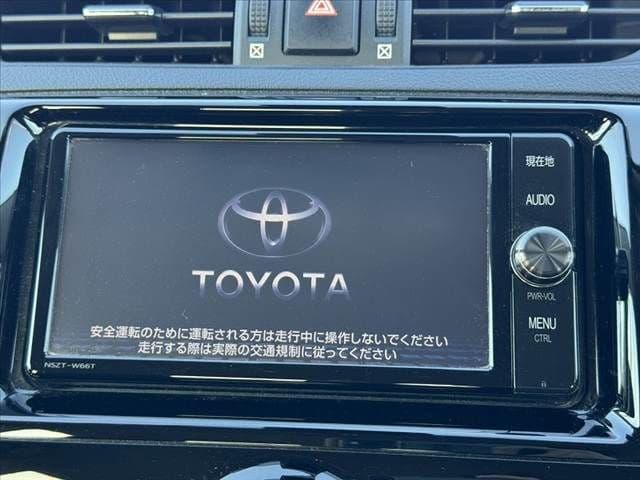 現在地
AUDIO
TOYOTA
PWR-VOL
MENU
CTRL
安全運転のために運転される方は走行中に操作しないでください
走行する際は実際の交通規制に従ってください
NSZT-W66T